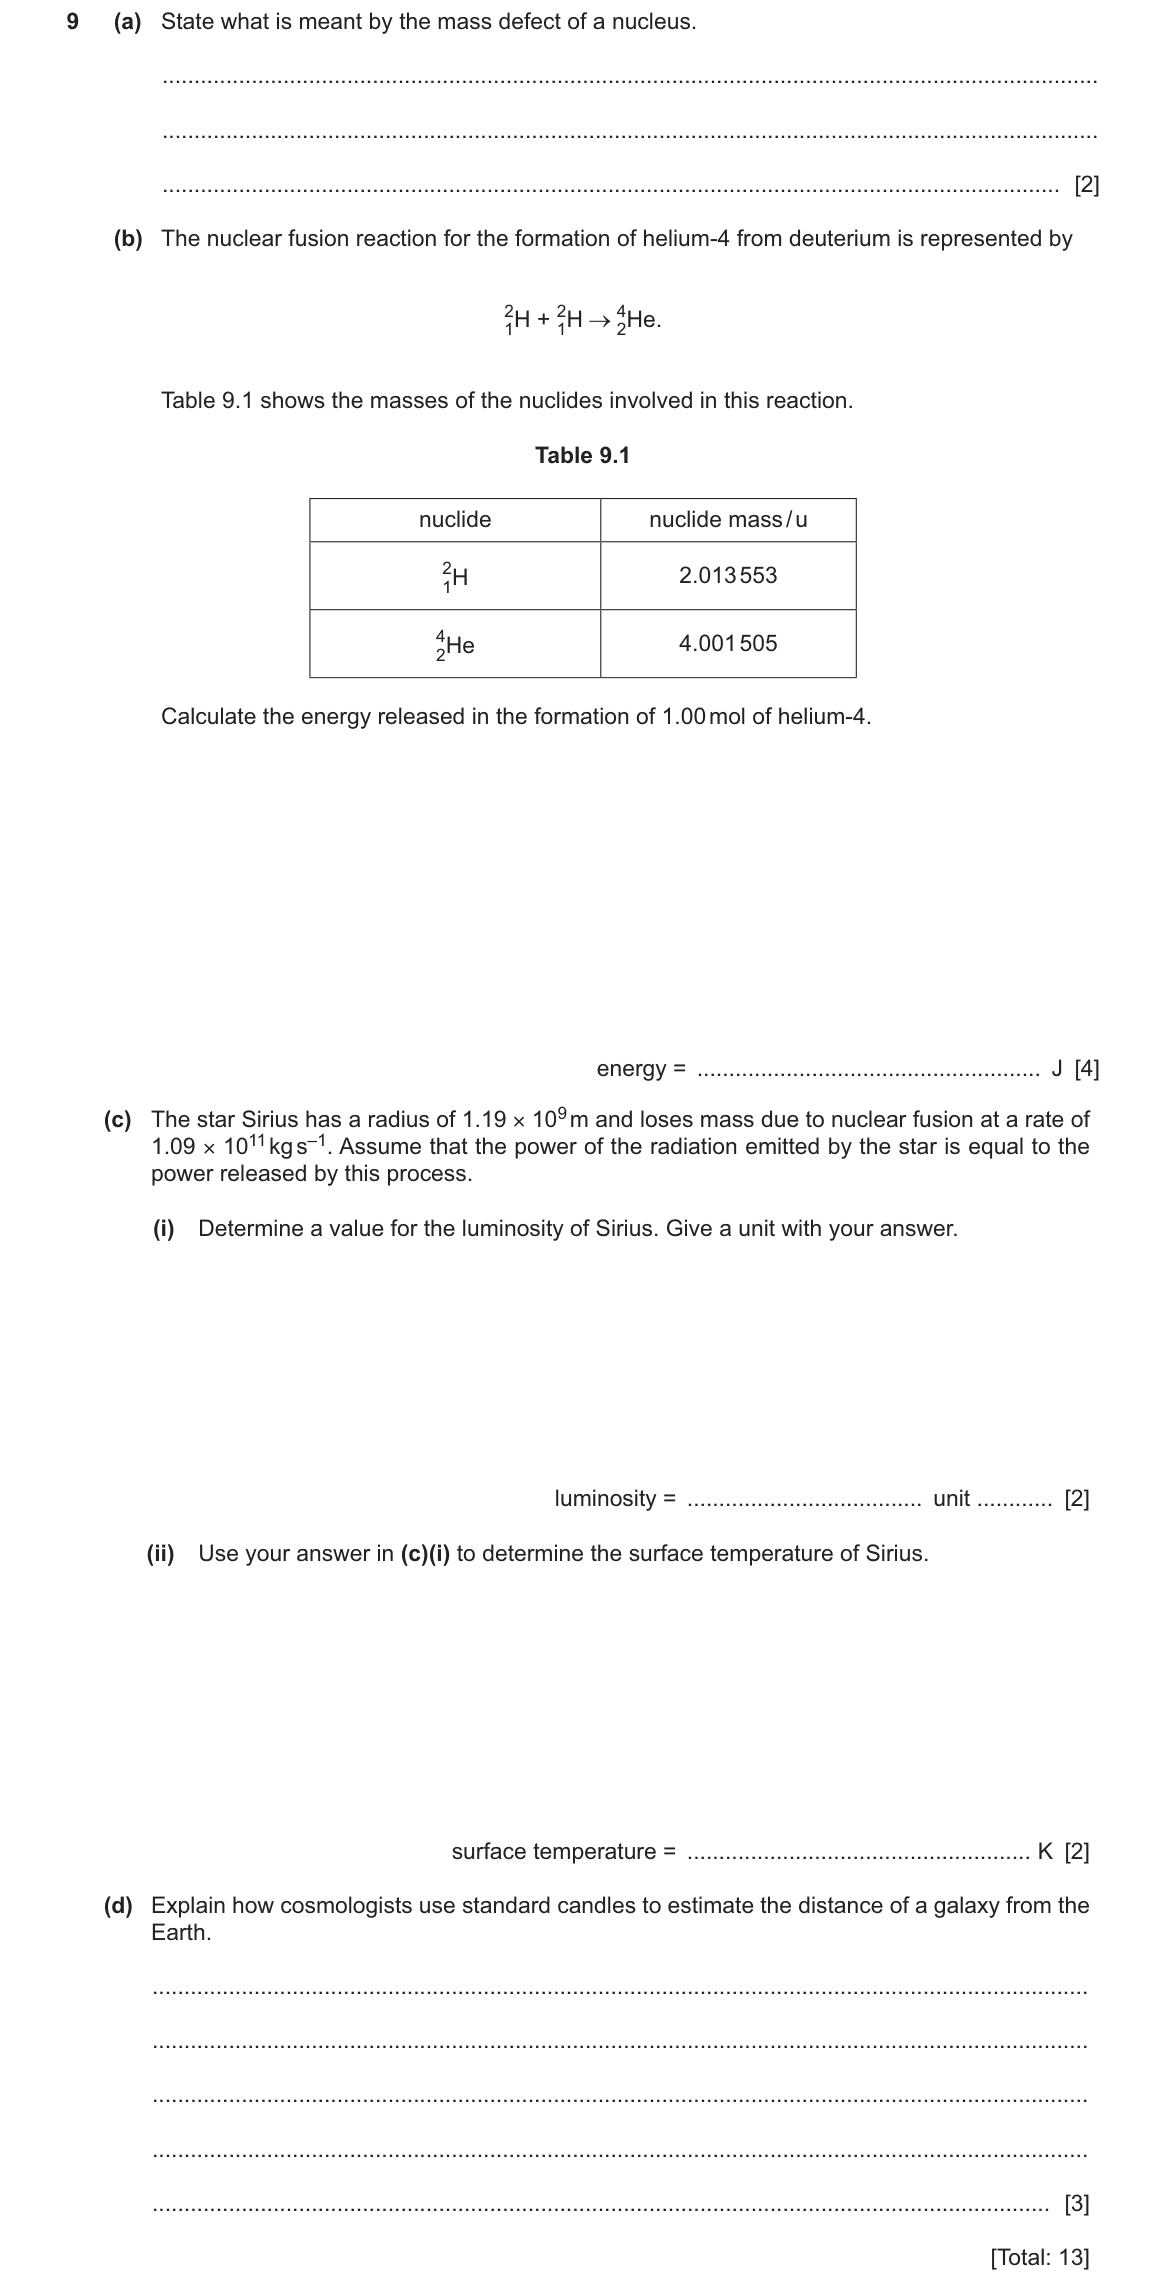 9 (a) State what is meant by the mass defect of a nucleus.
..........................................................................................................................................
..........................................................................................................................................
.................................................................................................................................... [2]
(b) The nuclear fusion reaction for the formation of helium-4 from deuterium is represented by
²₁H + ²₁H → ⁴₂He.
Table 9.1 shows the masses of the nuclides involved in this reaction.
Table 9.1
nuclide nuclide mass/u
²₁H 2.013553
⁴₂He 4.001505
Calculate the energy released in the formation of 1.00 mol of helium-4.
energy = ..................................................... J [4]
(c) The star Sirius has a radius of 1.19 × 10⁹ m and loses mass due to nuclear fusion at a rate of
1.09 × 10¹¹ kg s⁻¹. Assume that the power of the radiation emitted by the star is equal to the
power released by this process.
(i) Determine a value for the luminosity of Sirius. Give a unit with your answer.
luminosity = ..................................... unit ............ [2]
(ii) Use your answer in (c)(i) to determine the surface temperature of Sirius.
surface temperature = ...................................................... K [2]
(d) Explain how cosmologists use standard candles to estimate the distance of a galaxy from the
Earth.
..........................................................................................................................................
..........................................................................................................................................
..........................................................................................................................................
..........................................................................................................................................
.................................................................................................................................... [3]
[Total: 13]